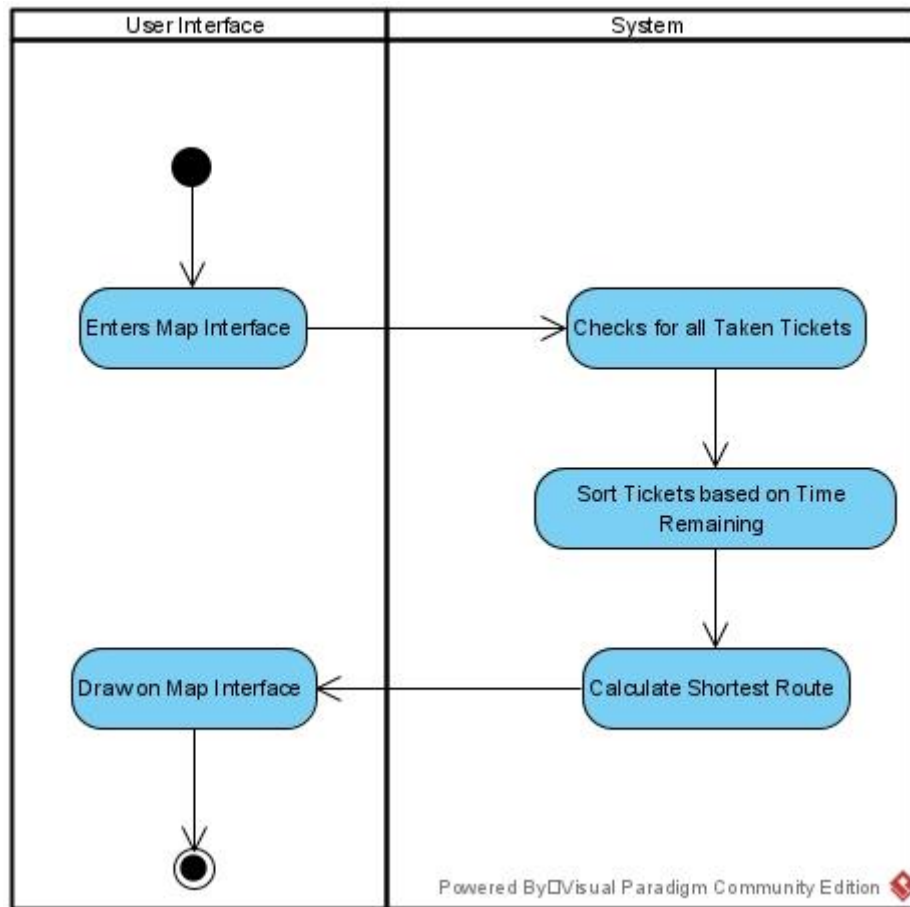 User Interface
System
Enters Map Interface
Checks for all Taken Tickets
Sort Tickets based on Time
Remaining
Calculate Shortest Route
Draw on Map Interface
Powered By□Visual Paradigm Community Edition